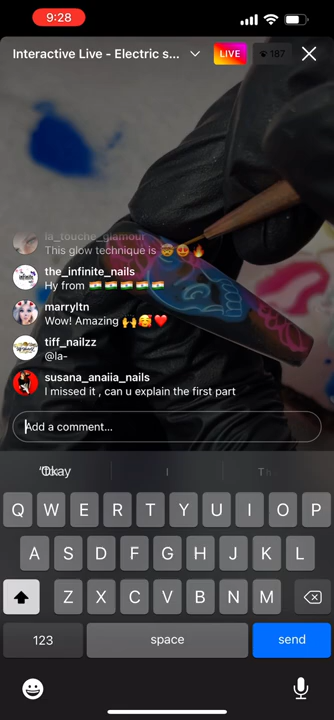 9:28
Interactive Live - Electric s...
LIVE
187
la_touche_glamour
This glow technique is 🤯😍🔥
the_infinite_nails
Hy from 🇮🇳🇮🇳🇮🇳🇮🇳🇮🇳
marryltn
Wow! Amazing 🙌🥰❤️
tiff_nailzz
@la-
susana_anaiia_nails
I missed it , can u explain the first part
Add a comment...
I
Q W E R T Y U I O P
A S D F G H J K L
Z X C V B N M
123 space send